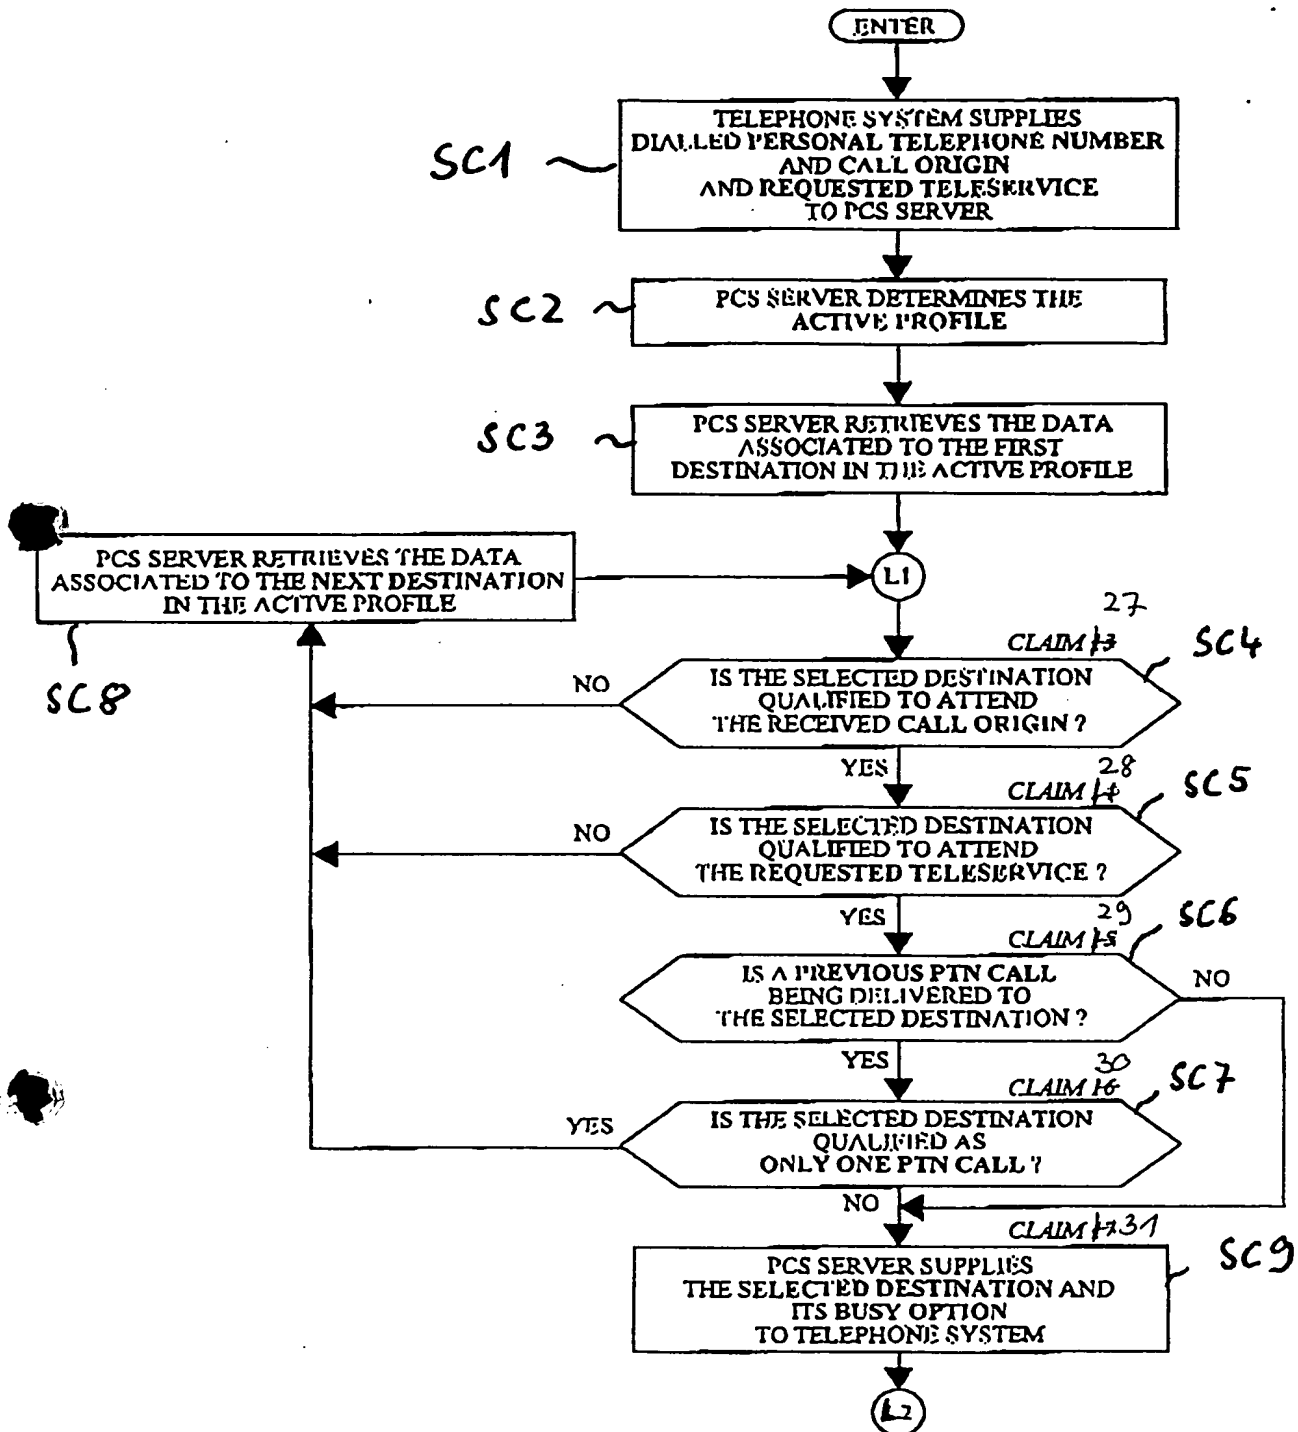 ENTER
TELEPHONE SYSTEM SUPPLIES
DIALLED PERSONAL TELEPHONE NUMBER
AND CALL ORIGIN
AND REQUESTED TELESERVICE
TO PCS SERVER
SC1
PCS SERVER DETERMINES THE
ACTIVE PROFILE
SC2
PCS SERVER RETRIEVES THE DATA
ASSOCIATED TO THE FIRST
DESTINATION IN THE ACTIVE PROFILE
SC3
PCS SERVER RETRIEVES THE DATA
ASSOCIATED TO THE NEXT DESTINATION
IN THE ACTIVE PROFILE
SC8
L1
27
CLAIM 13
SC4
IS THE SELECTED DESTINATION
QUALIFIED TO ATTEND
THE RECEIVED CALL ORIGIN ?
NO
YES
28
CLAIM 14
SC5
IS THE SELECTED DESTINATION
QUALIFIED TO ATTEND
THE REQUESTED TELESERVICE ?
NO
YES
29
CLAIM 15
SC6
IS A PREVIOUS PTN CALL
BEING DELIVERED TO
THE SELECTED DESTINATION ?
NO
YES
30
CLAIM 16
SC7
IS THE SELECTED DESTINATION
QUALIFIED AS
ONLY ONE PTN CALL ?
YES
NO
CLAIM 17 31
SC9
PCS SERVER SUPPLIES
THE SELECTED DESTINATION AND
ITS BUSY OPTION
TO TELEPHONE SYSTEM
L2